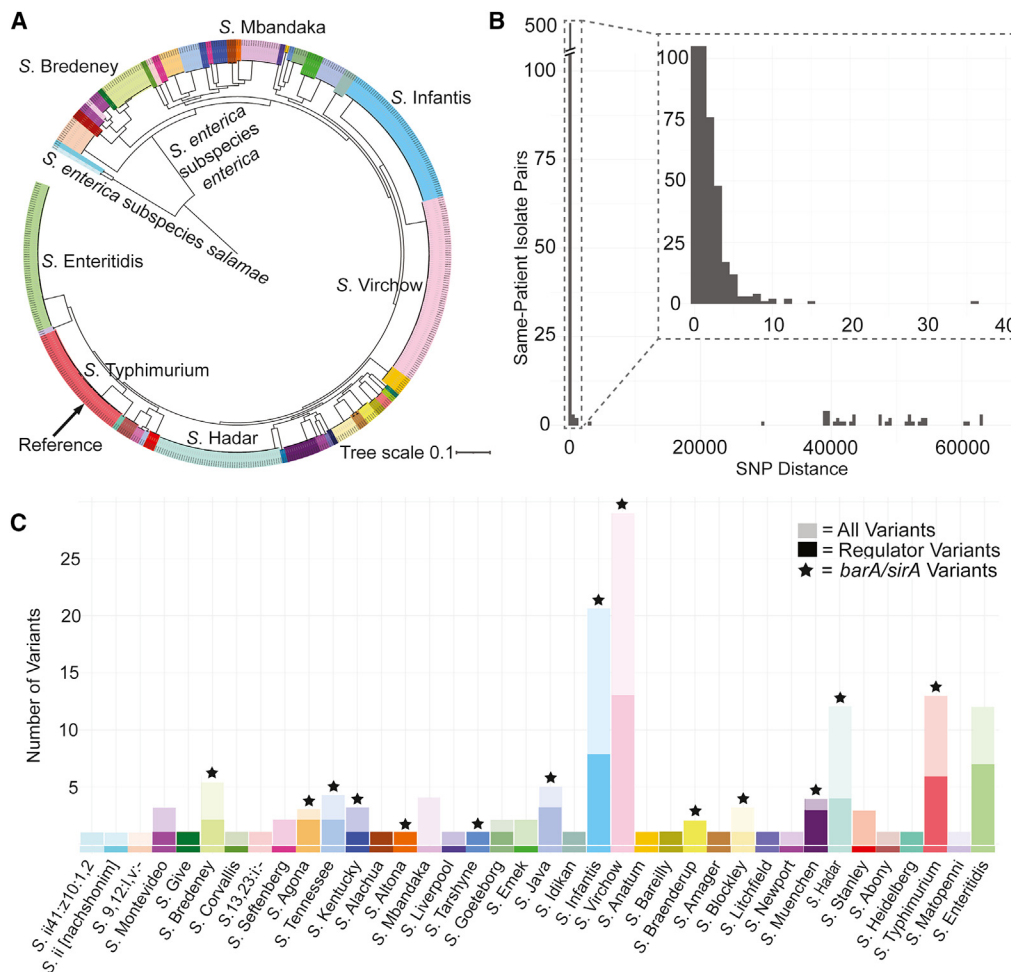 A
S. Mbandaka
S. Bredeney
S. Infantis
S. enterica
subspecies
enterica
S. enterica subspecies salamae
S. Enteritidis
S. Virchow
S. Typhimurium
Reference
S. Hadar
Tree scale 0.1
B
500
100
75
50
25
0
Same-Patient Isolate Pairs
100
50
0
0
10
20
30
40
0
20000
40000
60000
SNP Distance
C
= All Variants
= Regulator Variants
= barA/sirA Variants
25
20
15
10
5
Number of Variants
S. ii41:z10:1,2
S. ii [nachshonim]
S. 9,12:l,v:-
S. Montevideo
S. Give
S. Bredeney
S. Corvallis
S. 13,23:i:-
S. Seftenberg
S. Agona
S. Tennessee
S. Kentucky
S. Alachua
S. Altona
S. Mbandaka
S. Liverpool
S. Tarshyne
S. Goeteborg
S. Emek
S. Java
S. Idikan
S. Infantis
S. Virchow
S. Anatum
S. Bareilly
S. Braenderup
S. Amager
S. Blockley
S. Litchfield
S. Newport
S. Muenchen
S. Hadar
S. Stanley
S. Abony
S. Heidelberg
S. Typhimurium
S. Matopenni
S. Enteritidis